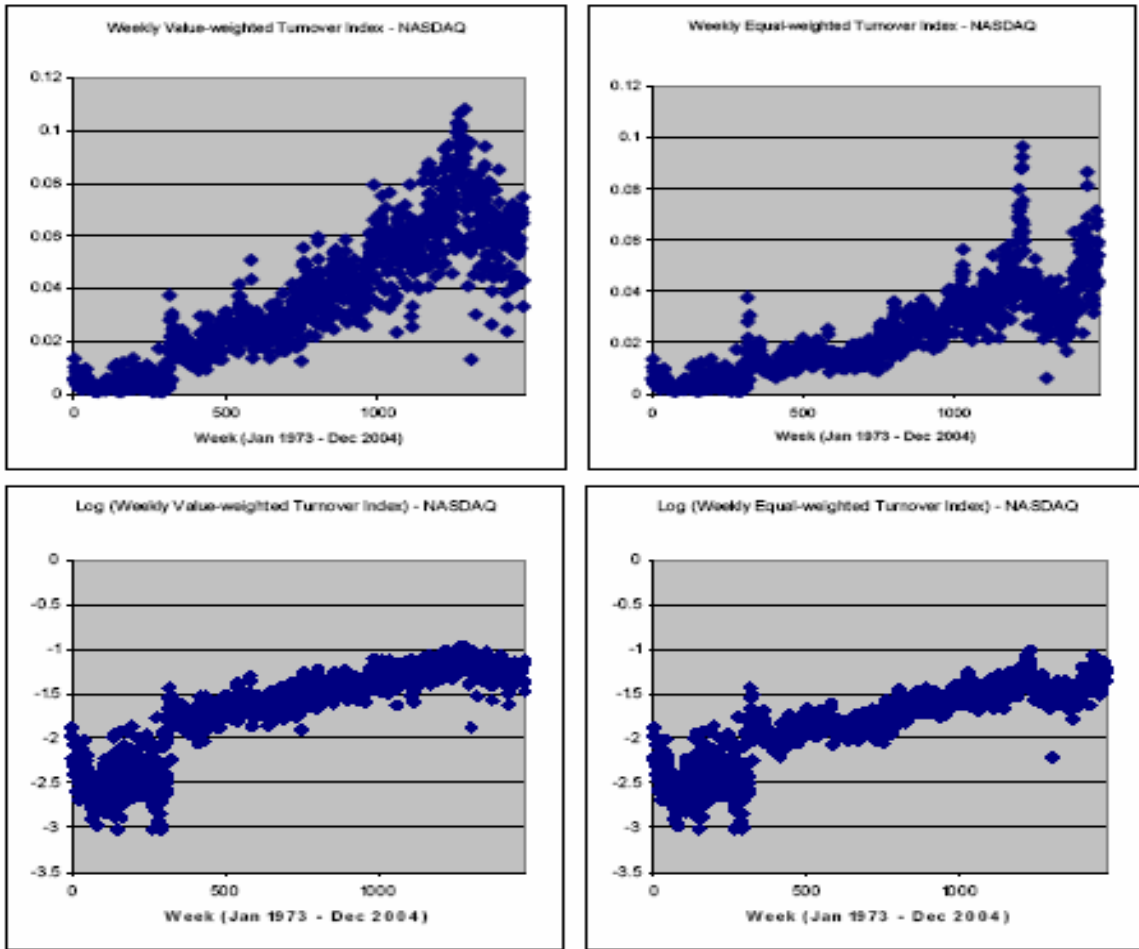 Weekly Value-weighted Turnover Index - NASDAQ
0.12
0.1
0.08
0.06
0.04
0.02
0
0 500 1000
Week (Jan 1973 - Dec 2004)
Weekly Equal-weighted Turnover Index - NASDAQ
0.12
0.1
0.08
0.06
0.04
0.02
0
0 500 1000
Week (Jan 1973 - Dec 2004)
Log (Weekly Value-weighted Turnover Index) - NASDAQ
0
-0.5
-1
-1.5
-2
-2.5
-3
-3.5
0 500 1000
Week (Jan 1973 - Dec 2004)
Log (Weekly Equal-weighted Turnover Index) - NASDAQ
0
-0.5
-1
-1.5
-2
-2.5
-3
-3.5
0 500 1000
Week (Jan 1973 - Dec 2004)